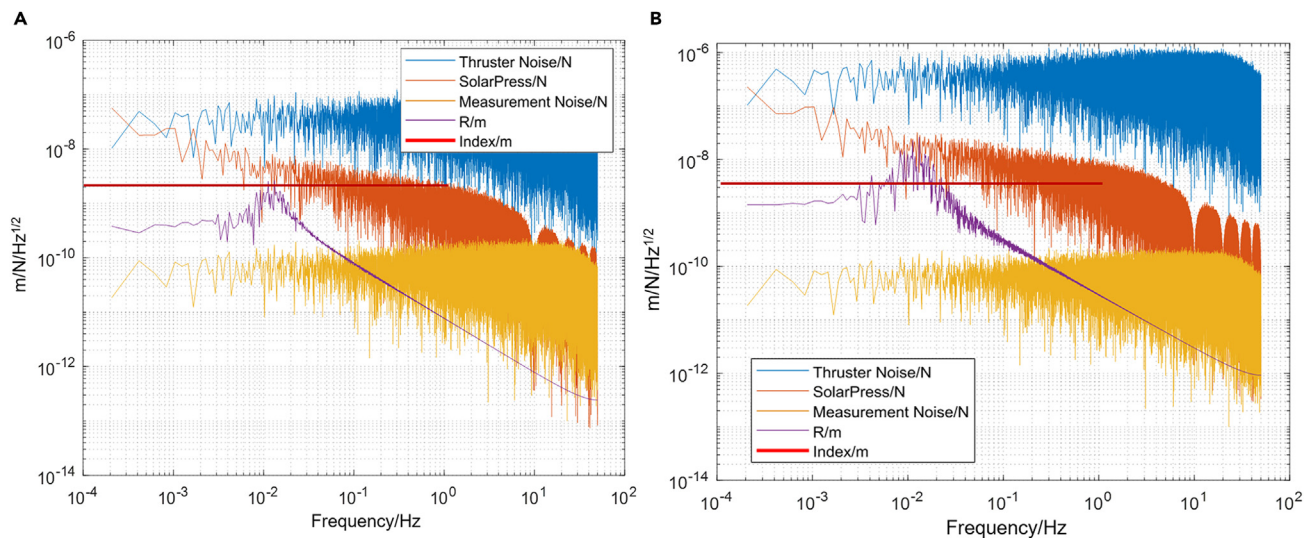 A
10^-6
10^-8
10^-10
10^-12
10^-14
m/N/Hz^1/2
10^-4
10^-3
10^-2
10^-1
10^0
10^1
10^2
Frequency/Hz
Thruster Noise/N
SolarPress/N
Measurement Noise/N
R/m
Index/m
B
10^-6
10^-8
10^-10
10^-12
10^-14
m/N/Hz^1/2
10^-4
10^-3
10^-2
10^-1
10^0
10^1
10^2
Frequency/Hz
Thruster Noise/N
SolarPress/N
Measurement Noise/N
R/m
Index/m